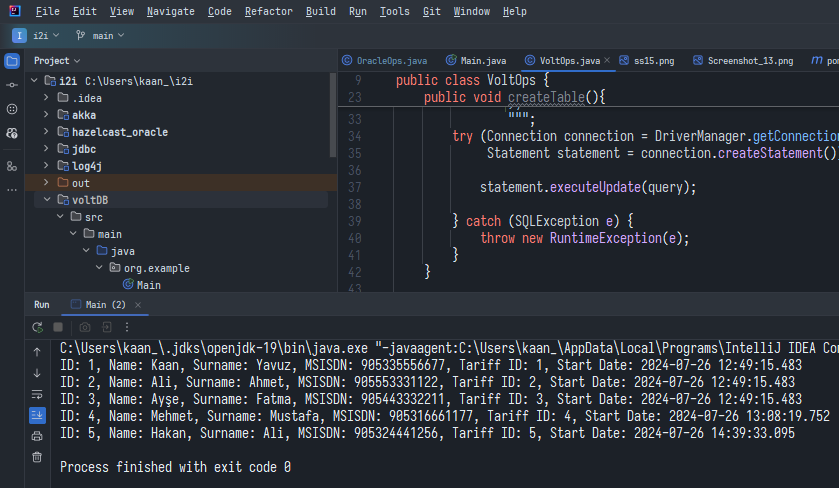 File Edit View Navigate Code Refactor Build Run Tools Git Window Help
I i2i main
Project
OracleOps.java Main.java VoltOps.java ss15.png Screenshot_13.png pom
i2i C:\Users\kaan_\i2i
.idea
akka
hazelcast_oracle
jdbc
log4j
out
voltDB
src
main
java
org.example
Main
9 public class VoltOps {
23 public void createTable(){
33 """;
34 try (Connection connection = DriverManager.getConnection
35 Statement statement = connection.createStatement()
36
37 statement.executeUpdate(query);
38
39 } catch (SQLException e) {
40 throw new RuntimeException(e);
41 }
42 }
43
Run Main (2)
C:\Users\kaan_\.jdks\openjdk-19\bin\java.exe "-javaagent:C:\Users\kaan_\AppData\Local\Programs\IntelliJ IDEA Com
ID: 1, Name: Kaan, Surname: Yavuz, MSISDN: 905335556677, Tariff ID: 1, Start Date: 2024-07-26 12:49:15.483
ID: 2, Name: Ali, Surname: Ahmet, MSISDN: 905553331122, Tariff ID: 2, Start Date: 2024-07-26 12:49:15.483
ID: 3, Name: Ayşe, Surname: Fatma, MSISDN: 905443332211, Tariff ID: 3, Start Date: 2024-07-26 12:49:15.483
ID: 4, Name: Mehmet, Surname: Mustafa, MSISDN: 905316661177, Tariff ID: 4, Start Date: 2024-07-26 13:08:19.752
ID: 5, Name: Hakan, Surname: Ali, MSISDN: 905324441256, Tariff ID: 5, Start Date: 2024-07-26 14:39:33.095
Process finished with exit code 0